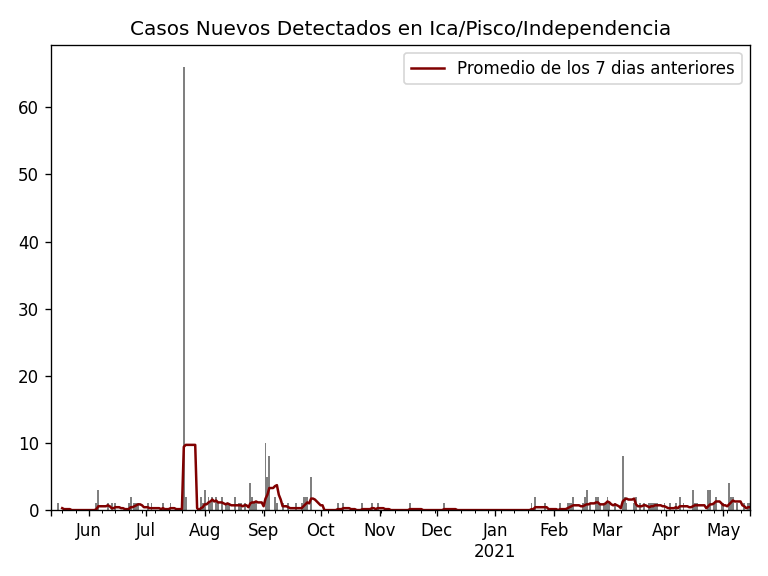 Casos Nuevos Detectados en Ica/Pisco/Independencia
Promedio de los 7 dias anteriores
60
50
40
30
20
10
0
Jun Jul Aug Sep Oct Nov Dec Jan Feb Mar Apr May
2021